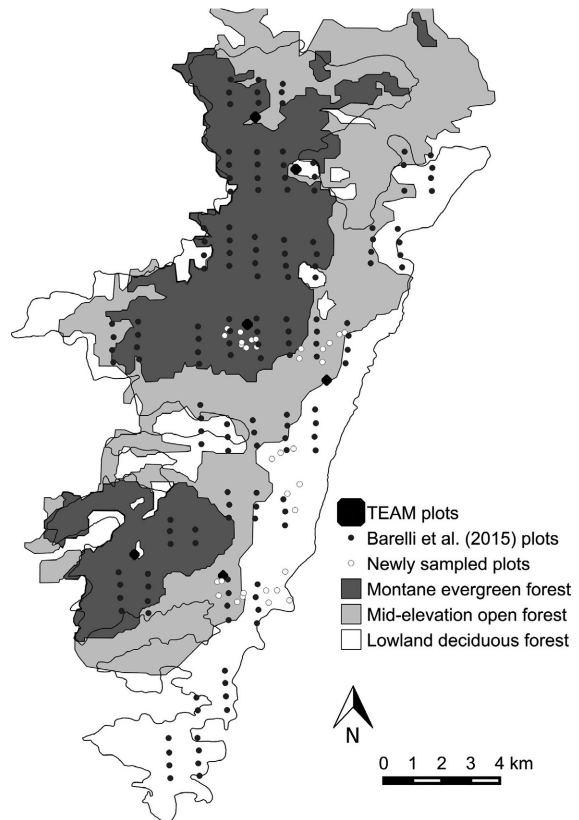 TEAM plots
Barelli et al. (2015) plots
Newly sampled plots
Montane evergreen forest
Mid-elevation open forest
Lowland deciduous forest
N
0 1 2 3 4 km